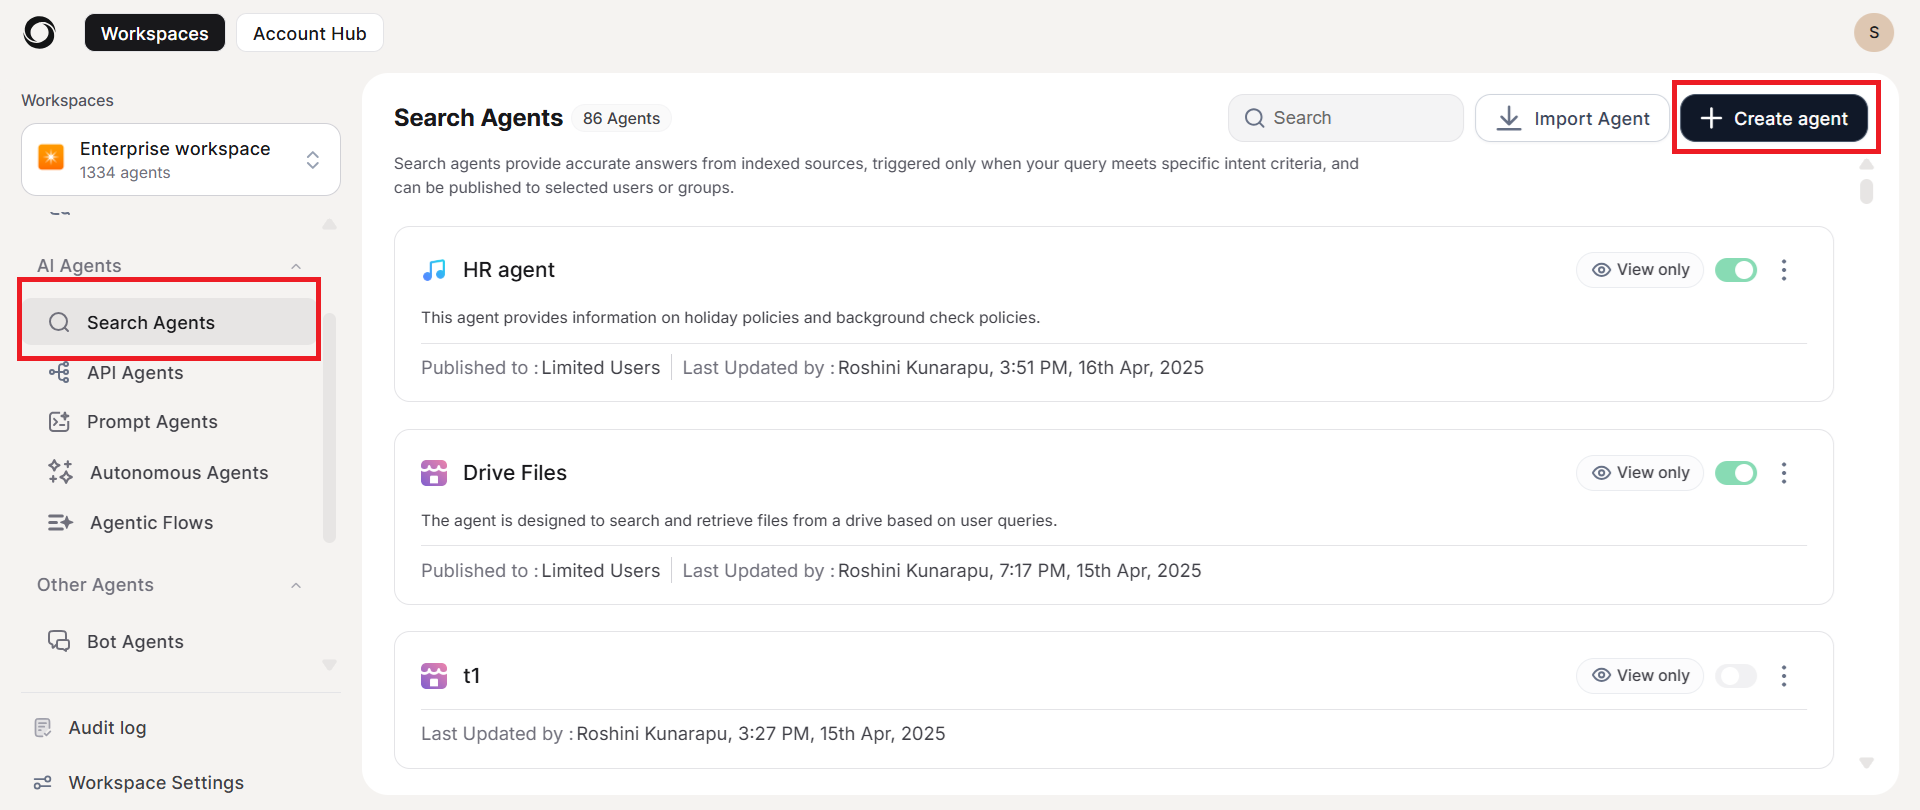 Workspaces
Account Hub
S
Workspaces
Enterprise workspace
1334 agents
AI Agents
Search Agents
API Agents
Prompt Agents
Autonomous Agents
Agentic Flows
Other Agents
Bot Agents
Audit log
Workspace Settings
Search Agents 86 Agents
Search
Import Agent
Create agent
Search agents provide accurate answers from indexed sources, triggered only when your query meets specific intent criteria, and
can be published to selected users or groups.
HR agent
View only
This agent provides information on holiday policies and background check policies.
Published to : Limited Users Last Updated by : Roshini Kunarapu, 3:51 PM, 16th Apr, 2025
Drive Files
View only
The agent is designed to search and retrieve files from a drive based on user queries.
Published to : Limited Users Last Updated by : Roshini Kunarapu, 7:17 PM, 15th Apr, 2025
t1
View only
Last Updated by : Roshini Kunarapu, 3:27 PM, 15th Apr, 2025